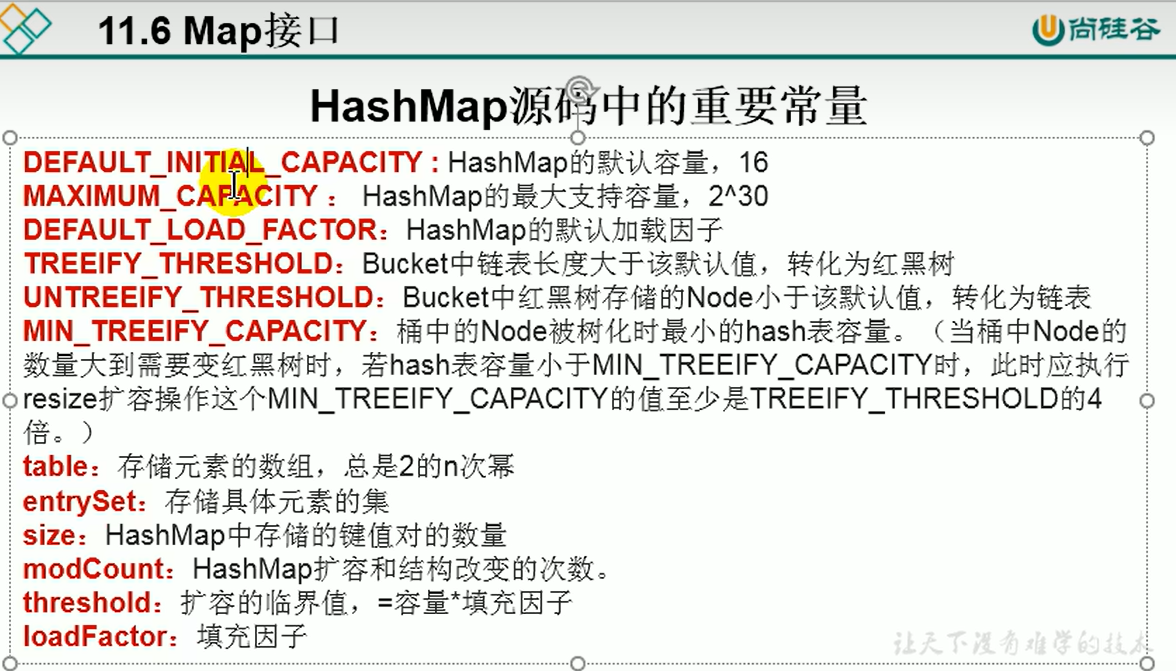 11.6 Map接口
尚硅谷
HashMap源码中的重要常量
DEFAULT_INITIAL_CAPACITY : HashMap的默认容量，16
MAXIMUM_CAPACITY ： HashMap的最大支持容量，2^30
DEFAULT_LOAD_FACTOR：HashMap的默认加载因子
TREEIFY_THRESHOLD：Bucket中链表长度大于该默认值，转化为红黑树
UNTREEIFY_THRESHOLD：Bucket中红黑树存储的Node小于该默认值，转化为链表
MIN_TREEIFY_CAPACITY：桶中的Node被树化时最小的hash表容量。（当桶中Node的
数量大到需要变红黑树时，若hash表容量小于MIN_TREEIFY_CAPACITY时，此时应执行
resize扩容操作这个MIN_TREEIFY_CAPACITY的值至少是TREEIFY_THRESHOLD的4
倍。）
table：存储元素的数组，总是2的n次幂
entrySet：存储具体元素的集
size：HashMap中存储的键值对的数量
modCount：HashMap扩容和结构改变的次数。
threshold：扩容的临界值，=容量*填充因子
loadFactor：填充因子
让天下没有难学的技术